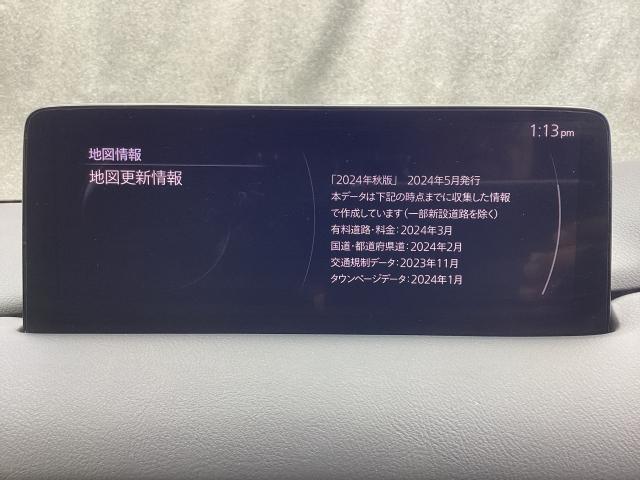 1:13pm
地図情報
地図更新情報
「2024年秋版」 2024年5月発行
本データは下記の時点までに収集した情報
で作成しています(一部新設道路を除く)
有料道路・料金:2024年3月
国道・都道府県道:2024年2月
交通規制データ:2023年11月
タウンページデータ:2024年1月